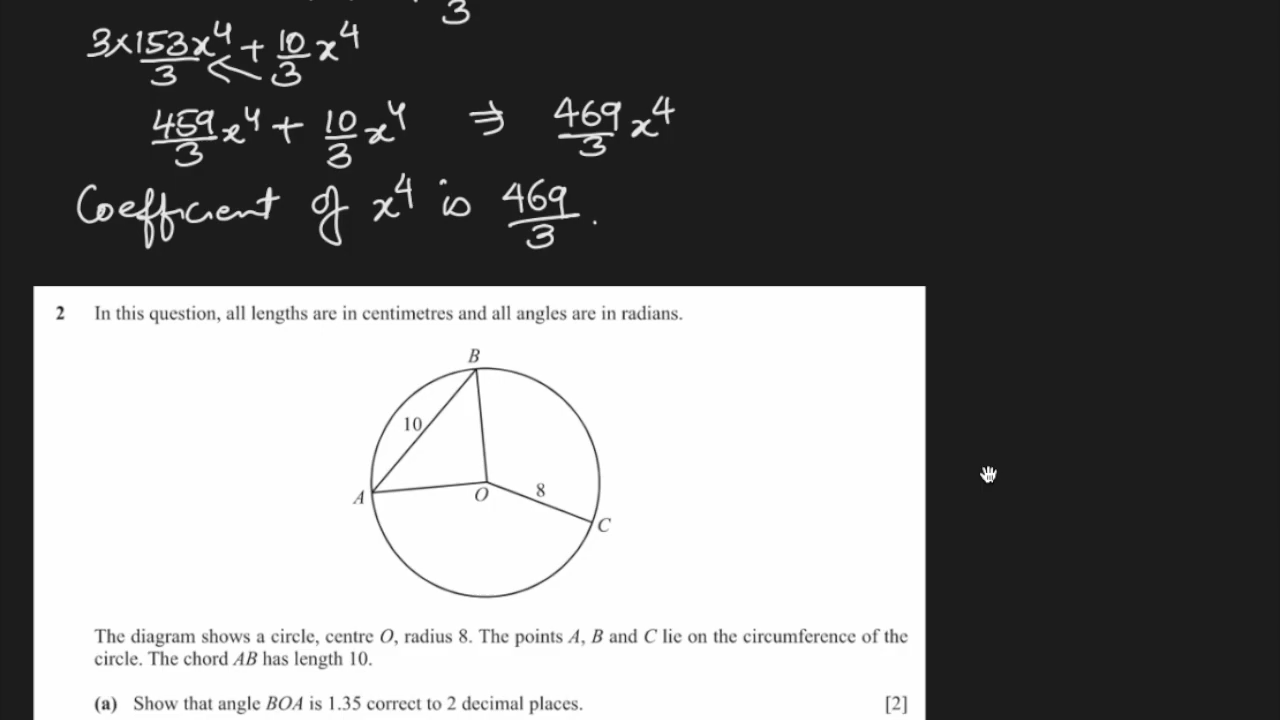 3
3×153x⁴/3 + 10/3 x⁴
459/3 x⁴ + 10/3 x⁴ ⇒ 469/3 x⁴
Coefficient of x⁴ is 469/3.
2 In this question, all lengths are in centimetres and all angles are in radians.
B
10
A
O
8
C
The diagram shows a circle, centre O, radius 8. The points A, B and C lie on the circumference of the
circle. The chord AB has length 10.
(a) Show that angle BOA is 1.35 correct to 2 decimal places. [2]